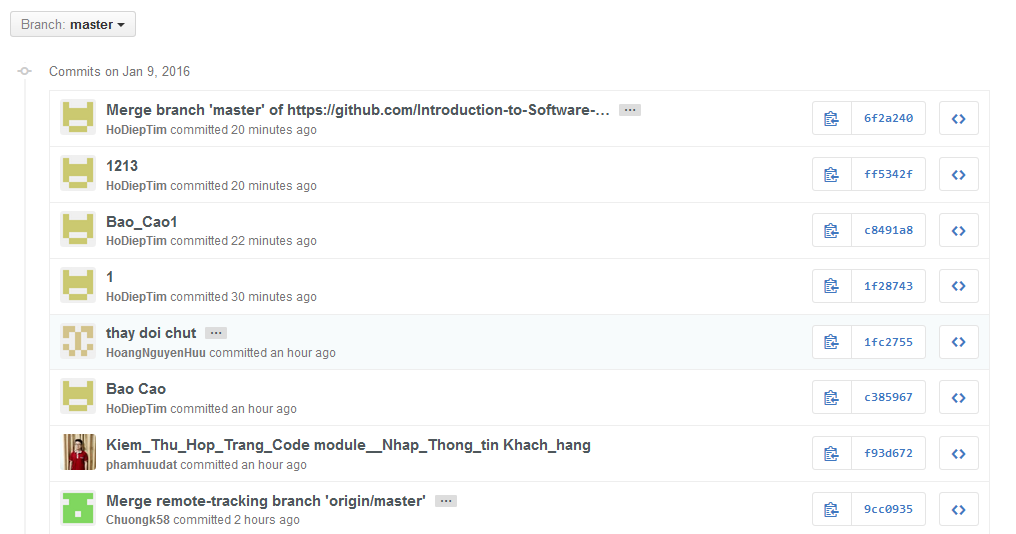 Branch: master
Commits on Jan 9, 2016
Merge branch 'master' of https://github.com/Introduction-to-Software-... ...
HoDiepTim committed 20 minutes ago
6f2a240
1213
HoDiepTim committed 20 minutes ago
ff5342f
Bao_Cao1
HoDiepTim committed 22 minutes ago
c8491a8
1
HoDiepTim committed 30 minutes ago
1f28743
thay doi chut ...
HoangNguyenHuu committed an hour ago
1fc2755
Bao Cao
HoDiepTim committed an hour ago
c385967
Kiem_Thu_Hop_Trang_Code module__Nhap_Thong_tin Khach_hang
phamhuudat committed an hour ago
f93d672
Merge remote-tracking branch 'origin/master' ...
Chuongk58 committed 2 hours ago
9cc0935